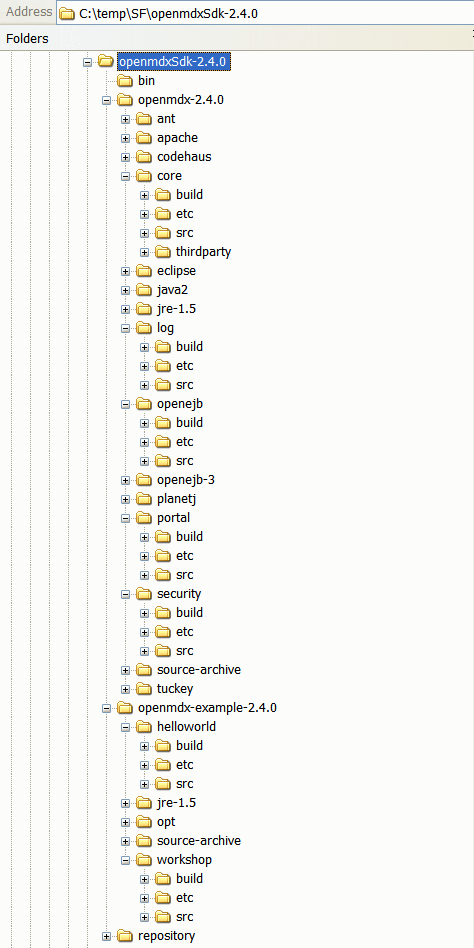 Address C:\temp\SF\openmdxSdk-2.4.0
Folders
openmdxSdk-2.4.0
bin
openmdx-2.4.0
ant
apache
codehaus
core
build
etc
src
thirdparty
eclipse
java2
jre-1.5
log
build
etc
src
openejb
build
etc
src
openejb-3
planetj
portal
build
etc
src
security
build
etc
src
source-archive
tuckey
openmdx-example-2.4.0
helloworld
build
etc
src
jre-1.5
opt
source-archive
workshop
build
etc
src
repository